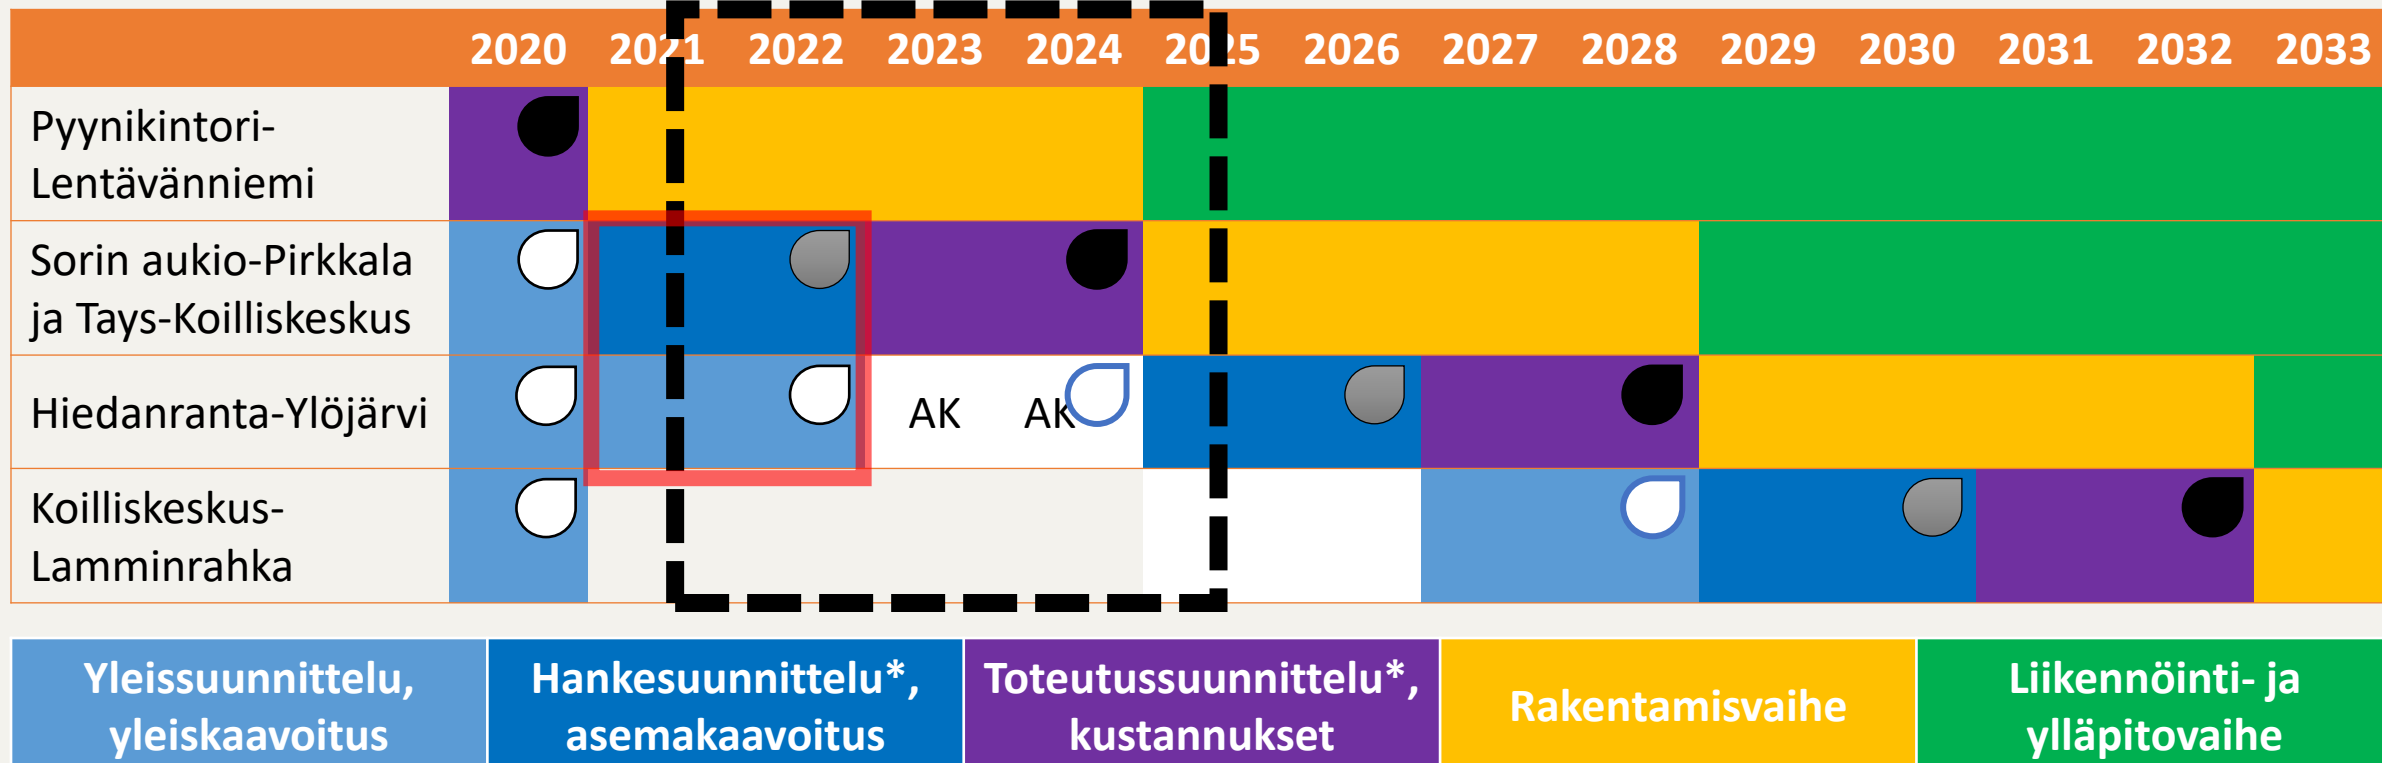 2020 2021 2022 2023 2024 2025 2026 2027 2028 2029 2030 2031 2032 2033
Pyynikintori-
Lentävänniemi
Sorin aukio-Pirkkala
ja Tays-Koilliskeskus
Hiedanranta-Ylöjärvi AK AK
Koilliskeskus-
Lamminrahka
Yleissuunnittelu,
yleiskaavoitus
Hankesuunnittelu*,
asemakaavoitus
Toteutussuunnittelu*,
kustannukset
Rakentamisvaihe
Liikennöinti- ja
ylläpitovaihe